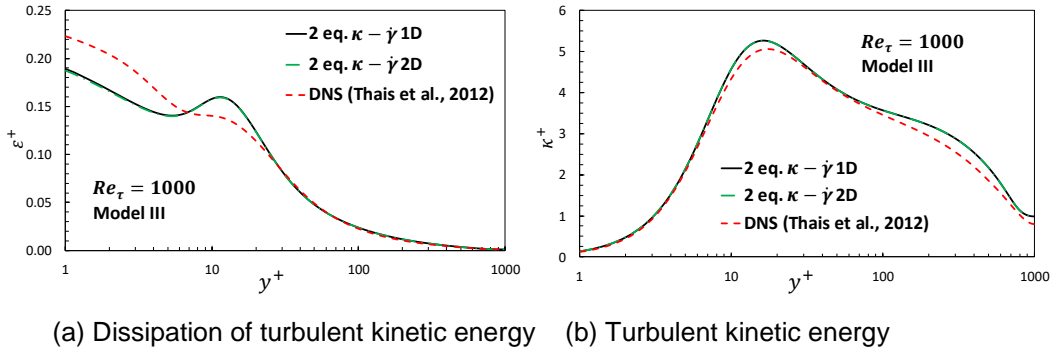 0.25
0.20
0.15
0.10
0.05
0.00
ε⁺
1
10
100
1000
y⁺
2 eq. κ − γ̇ 1D
2 eq. κ − γ̇ 2D
DNS (Thais et al., 2012)
Re_τ = 1000
Model III
6
5
4
3
2
1
0
κ⁺
1
10
100
1000
y⁺
Re_τ = 1000
Model III
2 eq. κ − γ̇ 1D
2 eq. κ − γ̇ 2D
DNS (Thais et al., 2012)
(a) Dissipation of turbulent kinetic energy
(b) Turbulent kinetic energy